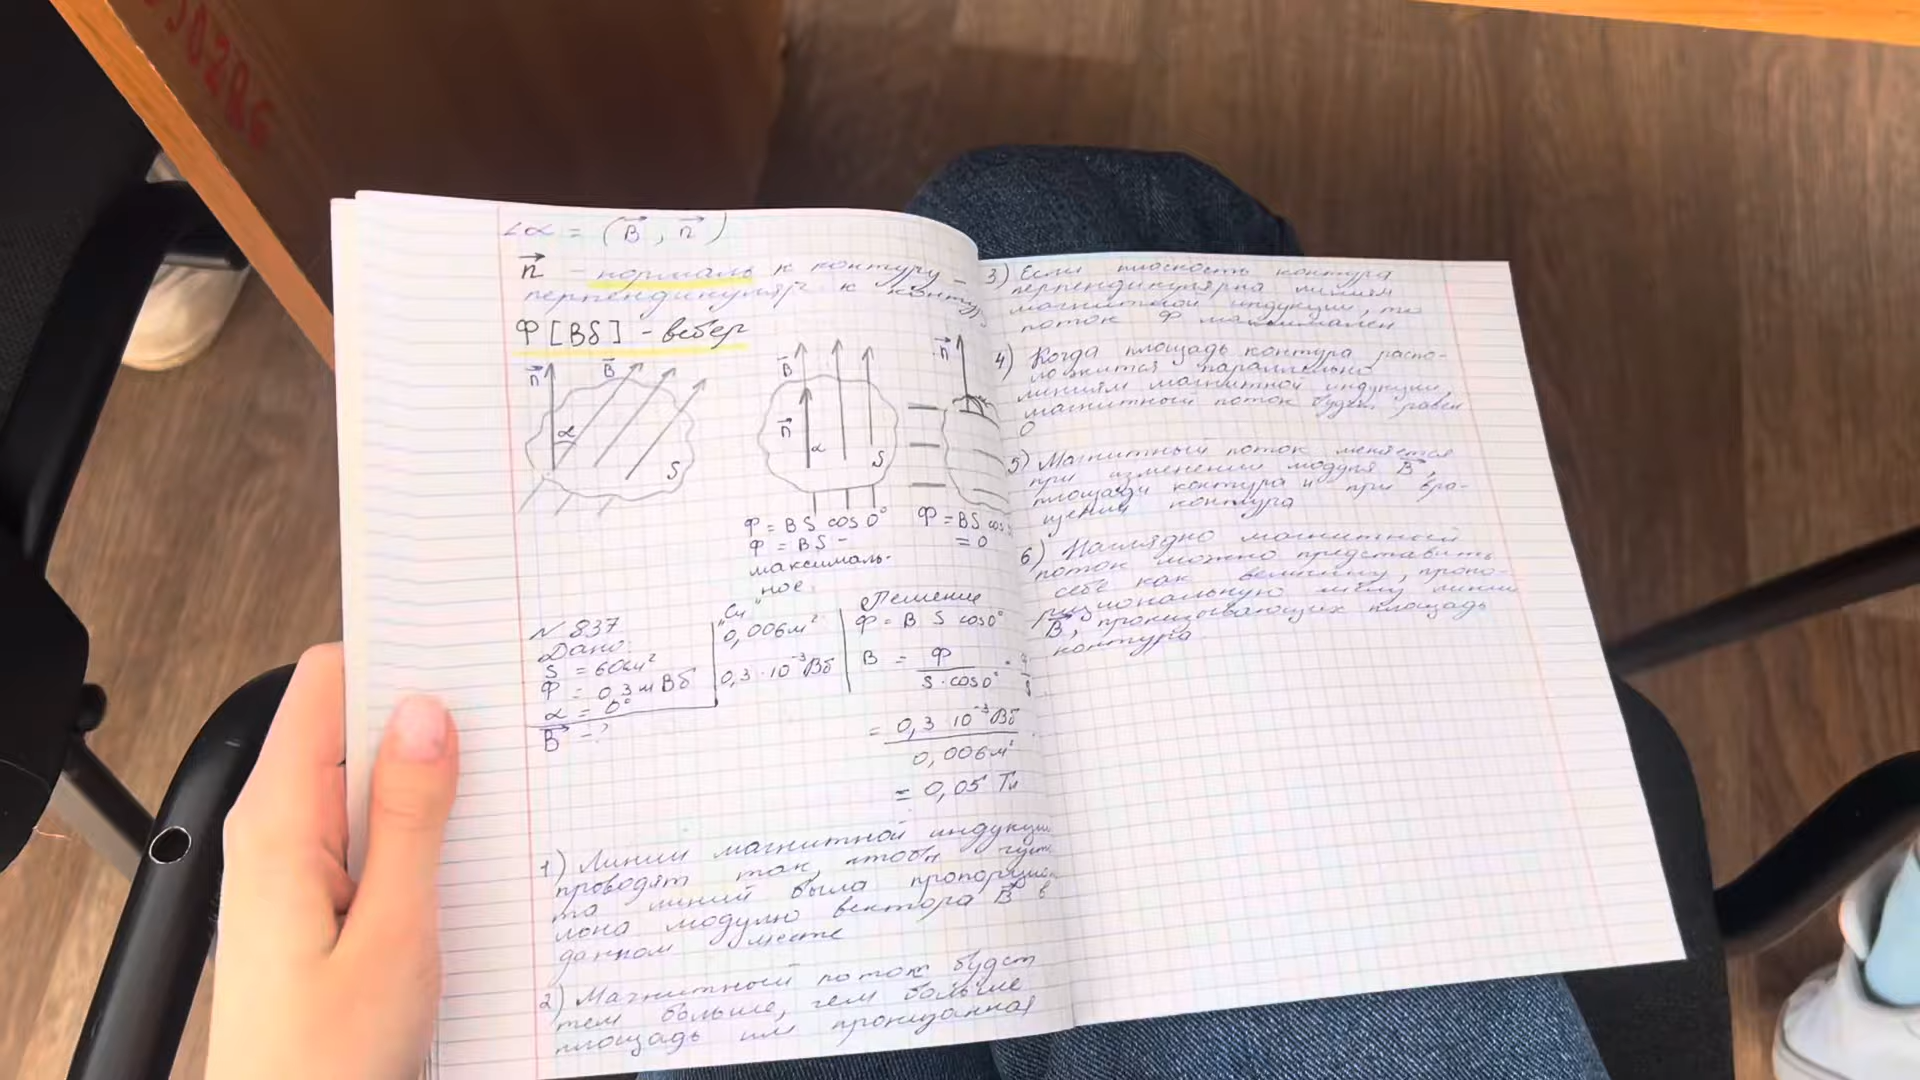 ∠α = (B⃗, n⃗)
n⃗ - нормаль к контуру -
перпендикуляр к контуру
Ф [Вб] - вебер
n⃗ B⃗ α S
B⃗ n⃗ α S
n⃗
Ф = BS cos 0°
Ф = BS -
максималь-
ное
Ф = BS cos
= 0
N 837
Дано:
S = 60см²
Ф = 0,3 мВб
α = 0°
B⃗ - ?
"Си"
0,006м²
0,3 · 10⁻³Вб
Решение
Ф = B S cos0°
B = Ф / S · cos0°
= 0,3 · 10⁻³Вб / 0,006м²
= 0,05 Тл
1) Линии магнитной индукции
проводят так, чтобы густо
та линий была пропорцио
нона модулю вектора B⃗ в
данном месте
2) Магнитный поток будет
тем больше, чем больше
площадь им пронизанная
3) Если плоскость контура
перпендикулярна линиям
магнитной индукции, то
поток Ф максимален
4) Когда площадь контура распо-
ложится параллельно
линиям магнитной индукции,
магнитный поток будет равен
0
5) Магнитный поток меняется
при изменении модуля B⃗,
площади контура и при вра-
щении контура
6) Наглядно магнитный
поток можно представить
себе как величину, пропо-
рциональную числу линий
B⃗, пронизывающих площадь
контура